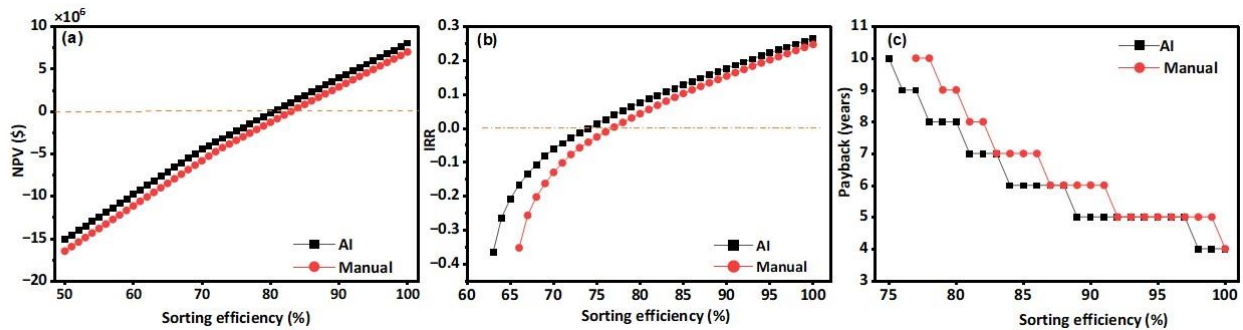 ×10⁶
(a)
NPV ($)
10
5
0
−5
−10
−15
−20
AI
Manual
50 60 70 80 90 100
Sorting efficiency (%)
(b)
IRR
0.3
0.2
0.1
0.0
−0.1
−0.2
−0.3
−0.4
AI
Manual
60 65 70 75 80 85 90 95 100
Sorting efficiency (%)
(c)
Payback (years)
11
10
9
8
7
6
5
4
3
AI
Manual
75 80 85 90 95 100
Sorting efficiency (%)